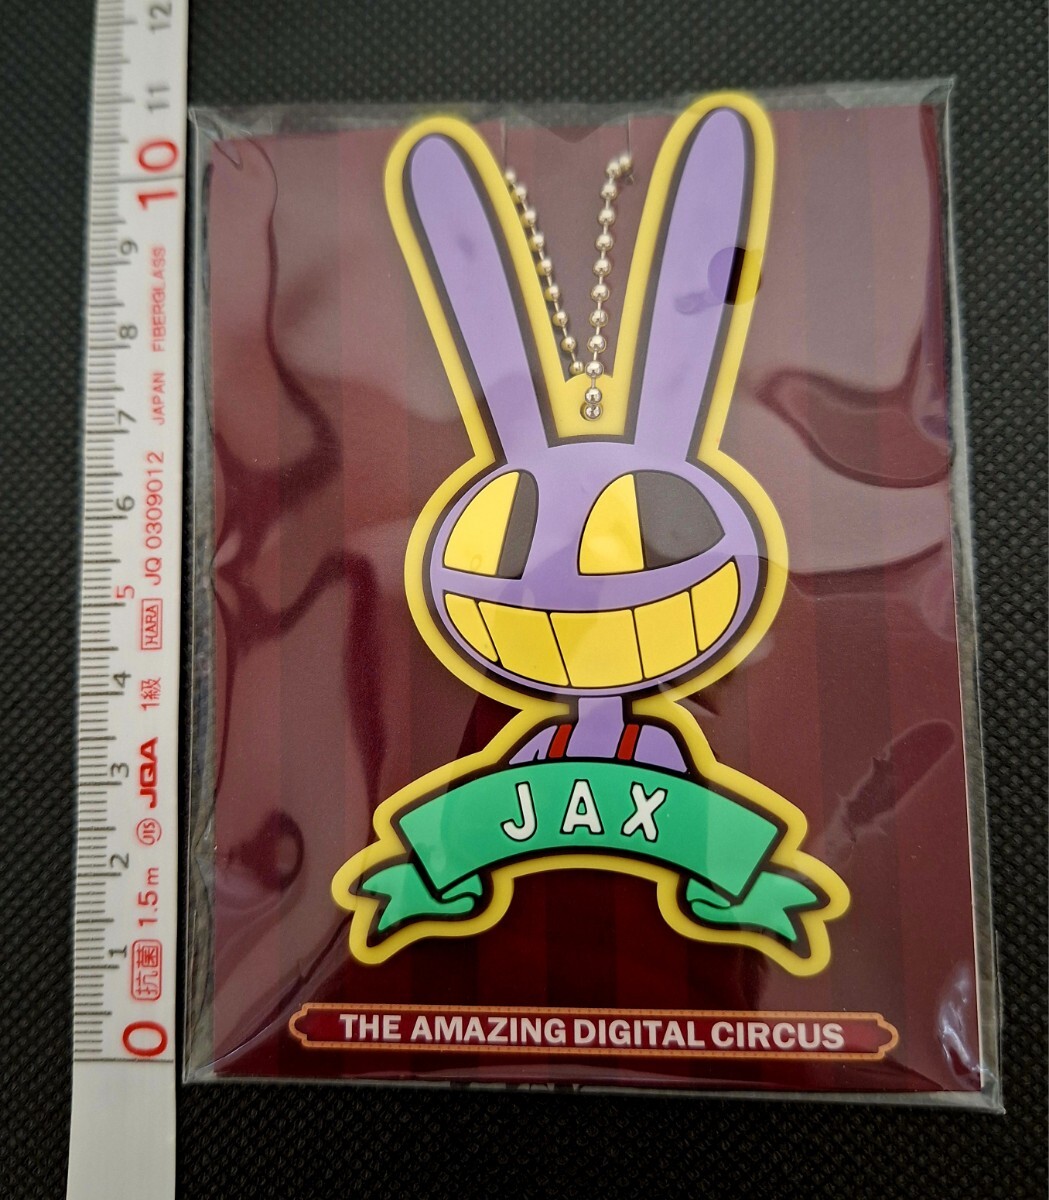 JAX
THE AMAZING DIGITAL CIRCUS
0 1 2 3 4 5 6 7 8 9 10 11 12
抗菌 1.5m JIS JQA 1級 HARA JQ 0309012 JAPAN FIBERGLASS